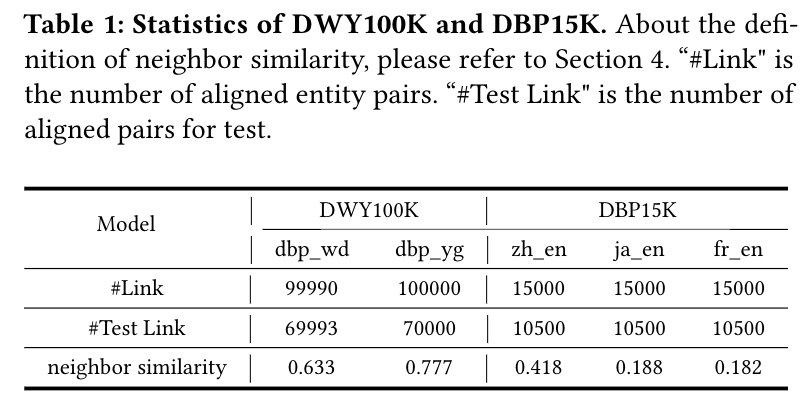 Table 1: Statistics of DWY100K and DBP15K. About the defi-
nition of neighbor similarity, please refer to Section 4. “#Link" is
the number of aligned entity pairs. “#Test Link" is the number of
aligned pairs for test.
Model DWY100K DBP15K
dbp_wd dbp_yg zh_en ja_en fr_en
#Link 99990 100000 15000 15000 15000
#Test Link 69993 70000 10500 10500 10500
neighbor similarity 0.633 0.777 0.418 0.188 0.182